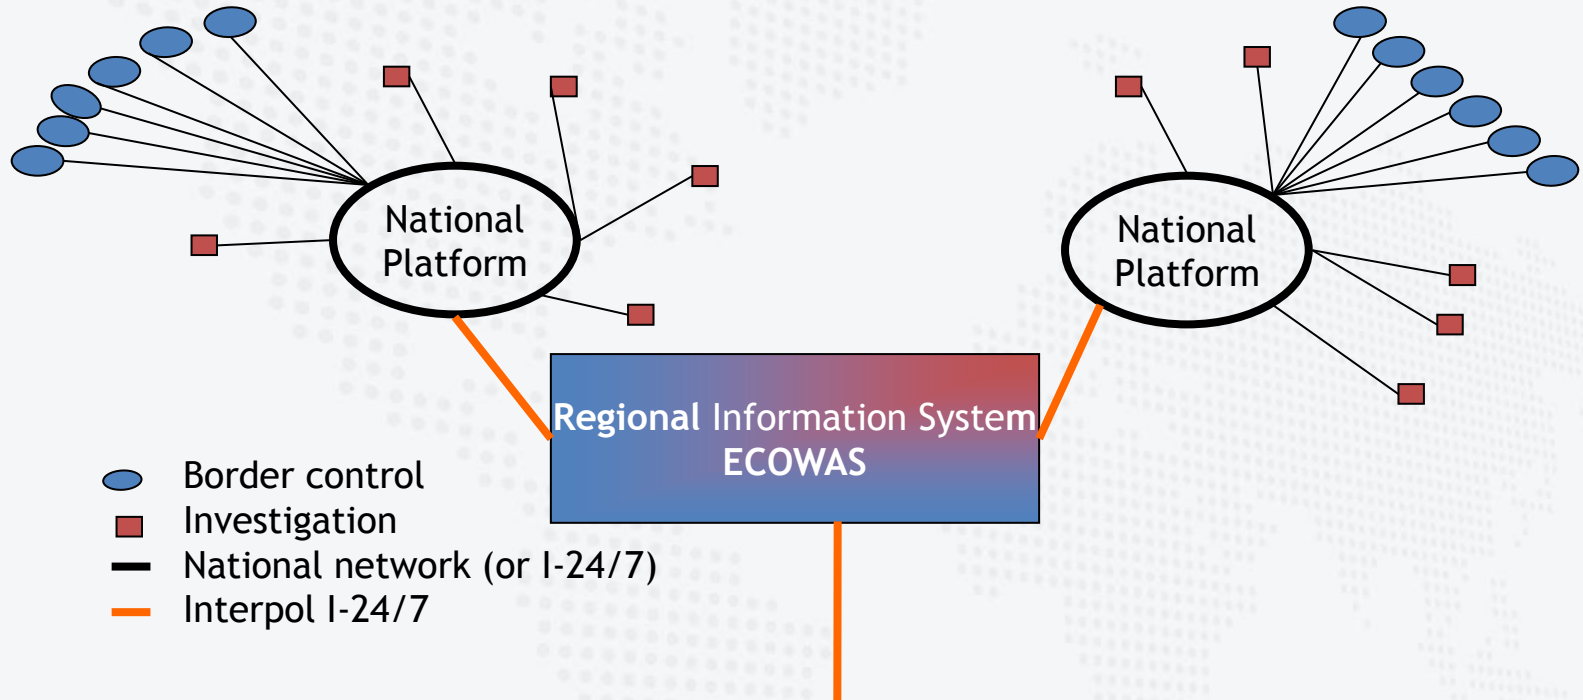 National
Platform
National
Platform
Regional Information System
ECOWAS
Border control
Investigation
National network (or I-24/7)
Interpol I-24/7